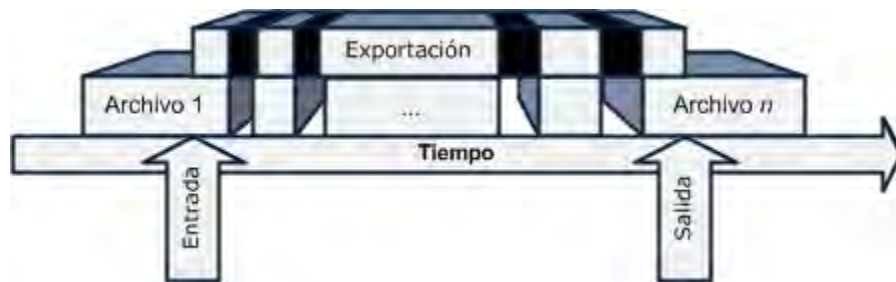 Exportación
Archivo 1
...
Archivo n
Tiempo
Entrada
Salida